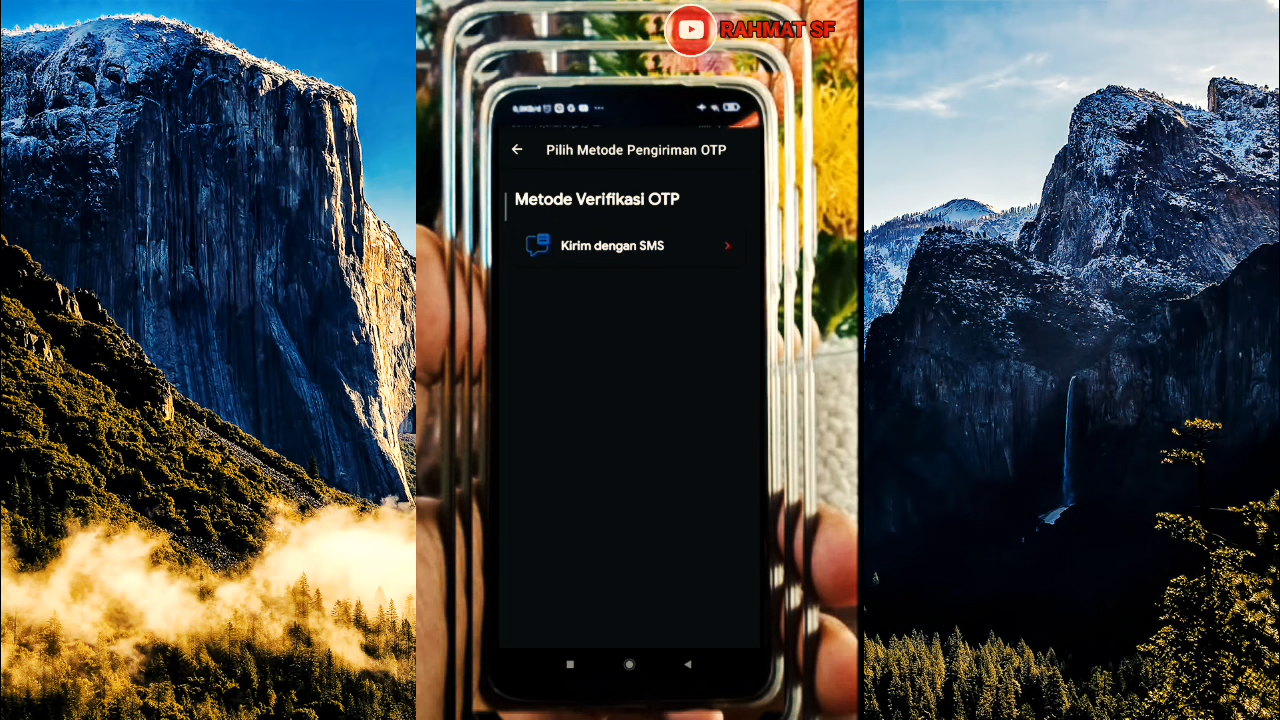 RAHMAT SF
Pilih Metode Pengiriman OTP
Metode Verifikasi OTP
Kirim dengan SMS